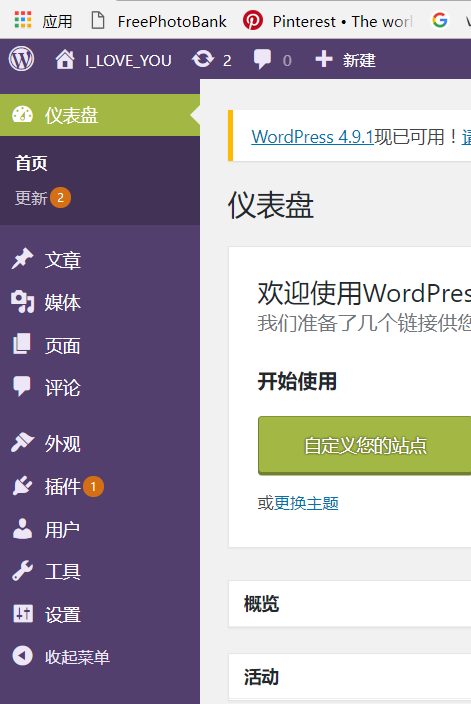 应用 FreePhotoBank Pinterest • The worl
I_LOVE_YOU 2 0 新建
仪表盘
首页
更新 2
文章
媒体
页面
评论
外观
插件 1
用户
工具
设置
收起菜单
WordPress 4.9.1现已可用！请
仪表盘
欢迎使用WordPres
我们准备了几个链接供您
开始使用
自定义您的站点
或更换主题
概览
活动